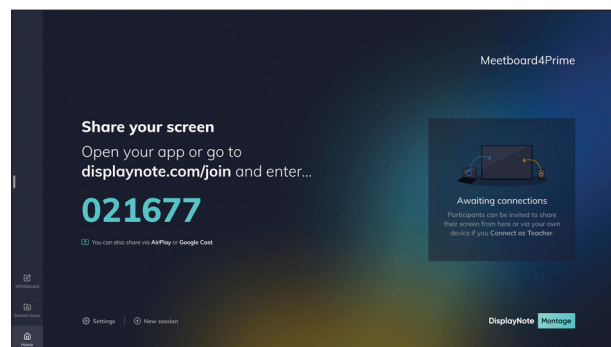 Meetboard4Prime
Share your screen
Open your app or go to
displaynote.com/join and enter...
021677
You can also share via AirPlay or Google Cast
Awaiting connections
Participants can be invited to share
their screen from here or via your own
device if you Connect as Teacher.
Whiteboard
Shared items
Home
Settings
New session
DisplayNote Montage